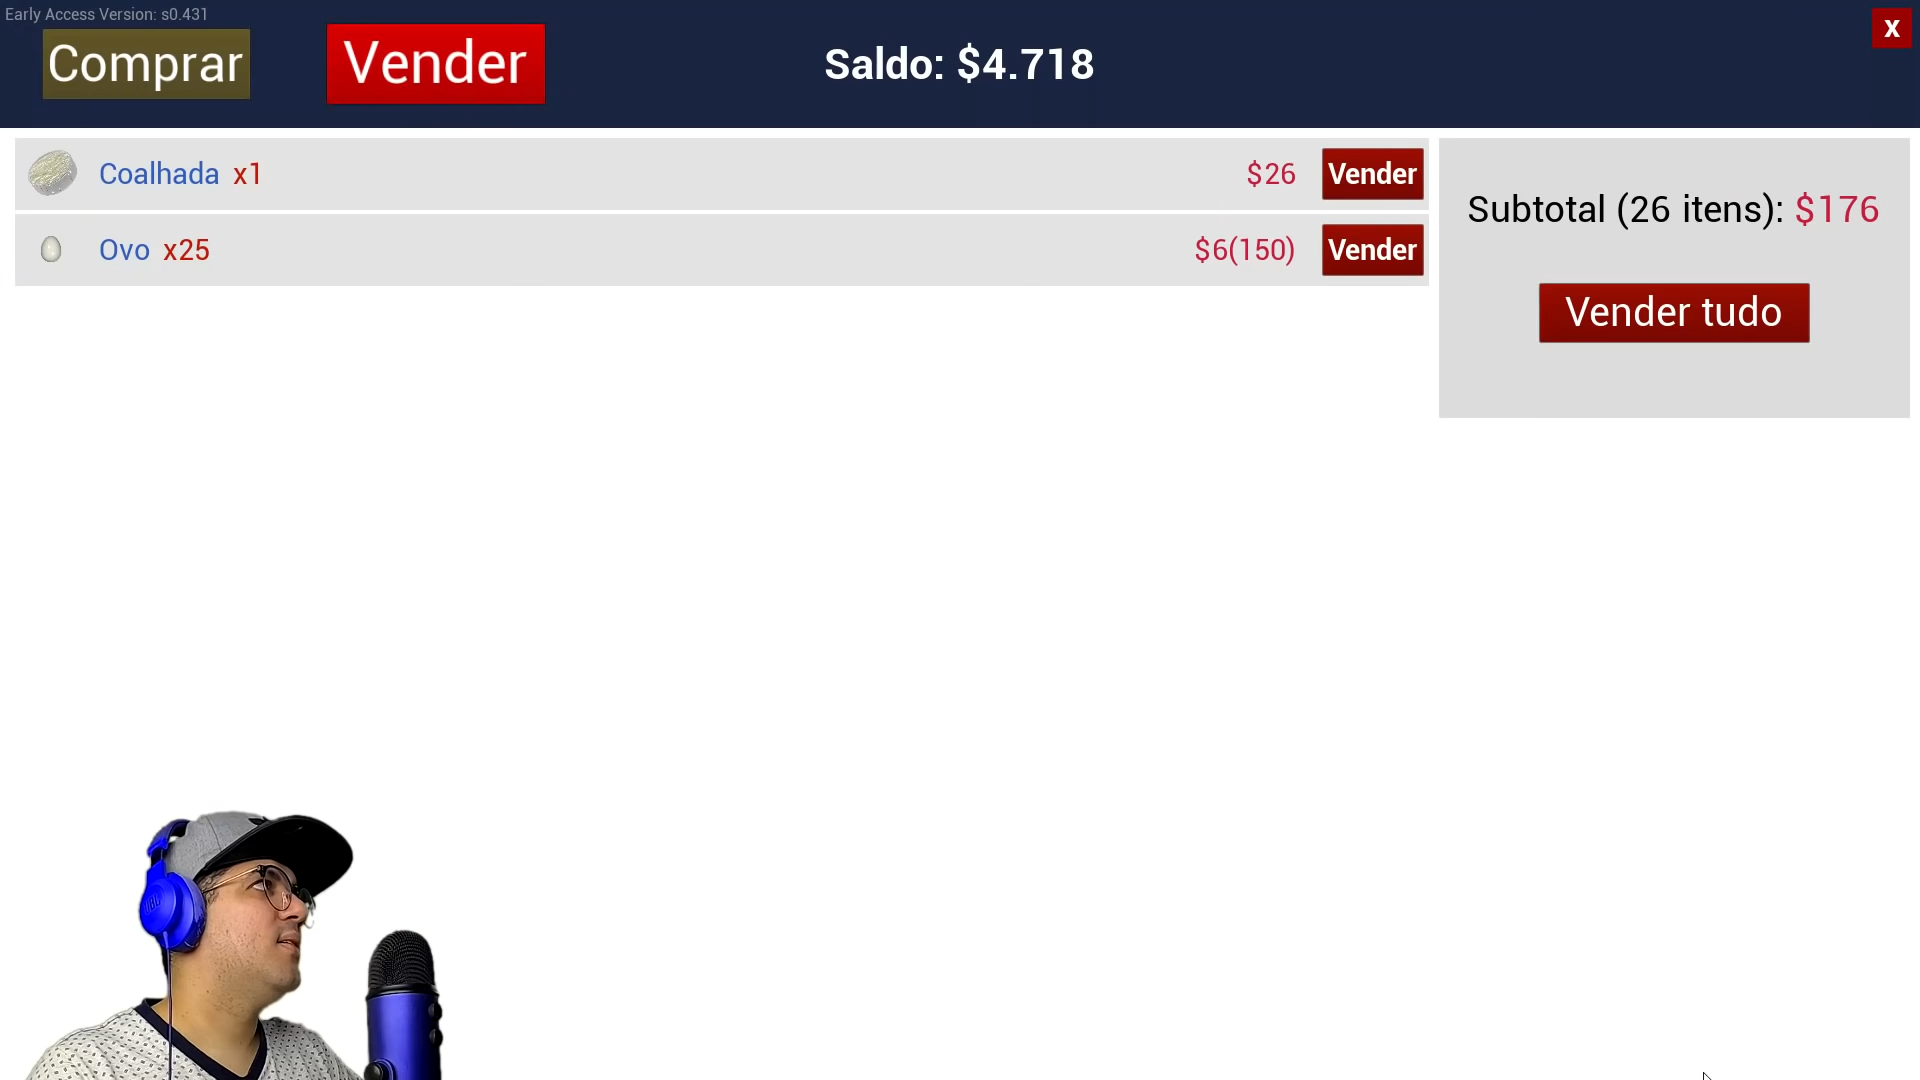 Early Access Version: s0.431
Comprar
Vender
Saldo: $4.718
X
Coalhada x1
$26
Vender
Ovo x25
$6(150)
Vender
Subtotal (26 itens): $176
Vender tudo
JBL